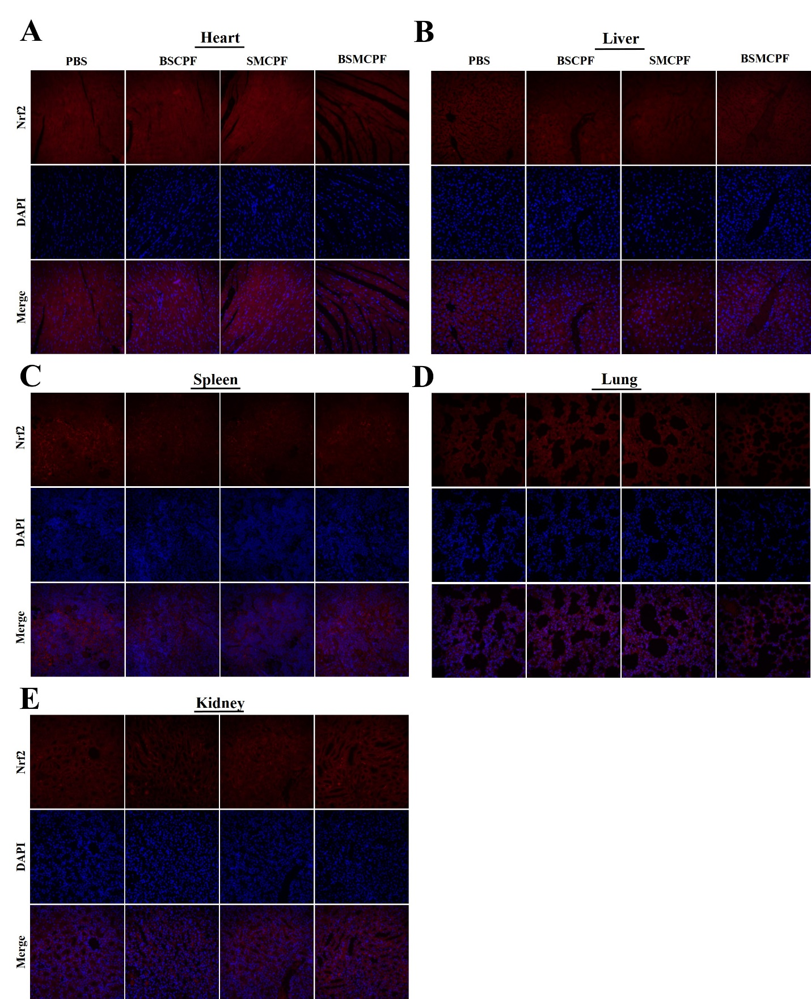 A
Heart
PBS BSCPF SMCPF BSMCPF
Nrf2
DAPI
Merge
B
Liver
PBS BSCPF SMCPF BSMCPF
C
Spleen
Nrf2
DAPI
Merge
D
Lung
E
Kidney
Nrf2
DAPI
Merge